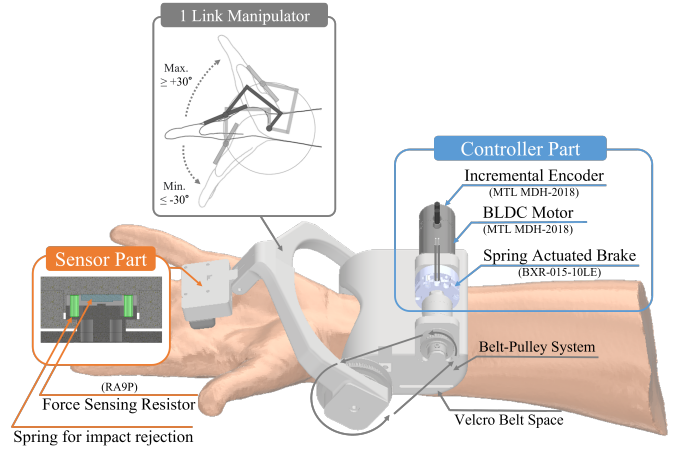 1 Link Manipulator
Max.
≥ +30°
Min.
≤ -30°
Controller Part
Incremental Encoder
(MTL MDH-2018)
BLDC Motor
(MTL MDH-2018)
Spring Actuated Brake
(BXR-015-10LE)
Sensor Part
(RA9P)
Force Sensing Resistor
Spring for impact rejection
Belt-Pulley System
Velcro Belt Space